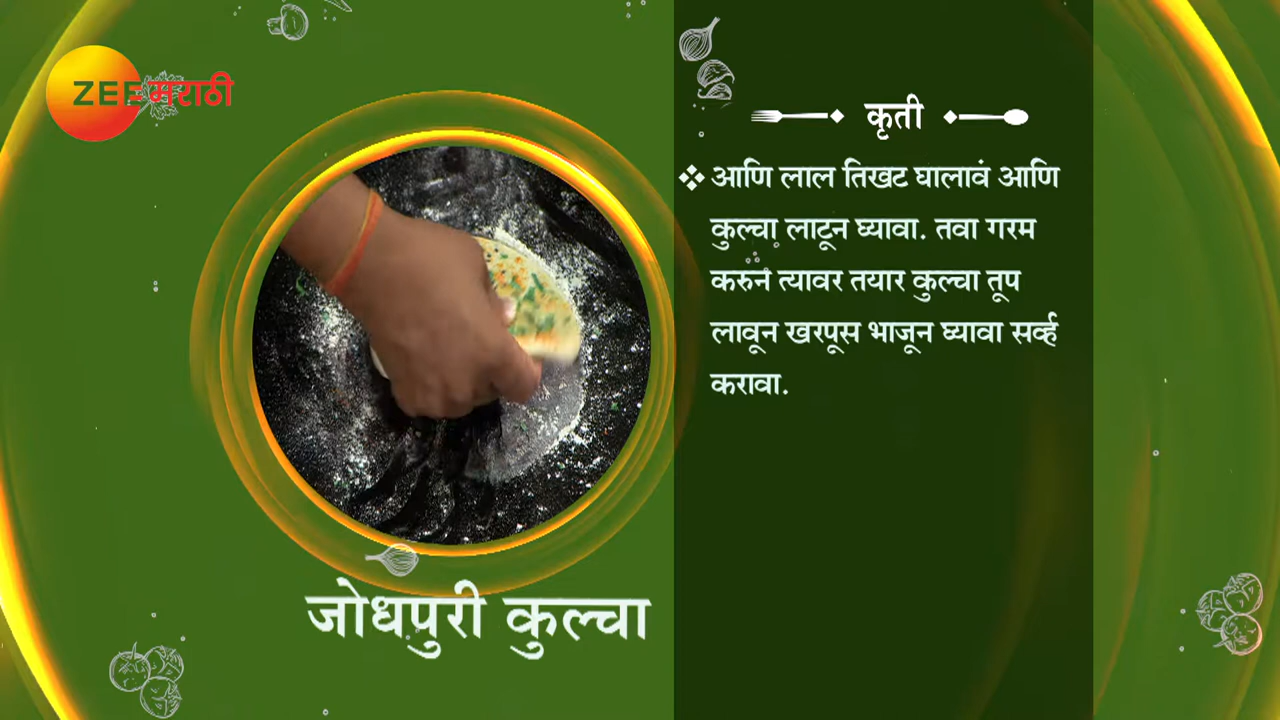 ZEE मराठी
कृती
❖ आणि लाल तिखट घालावं आणि
कुल्चा लाटून घ्यावा. तवा गरम
करुन त्यावर तयार कुल्चा तूप
लावून खरपूस भाजून घ्यावा सर्व्ह
करावा.
जोधपुरी कुल्चा